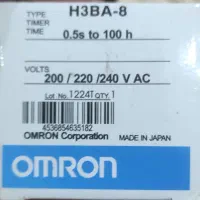 TYPE H3BA-8
TIMER
TIME 0.5s to 100 h
VOLTS
200 / 220 /240 V AC
Lot .No 1224T QTY. 1
4536854635182
OMRON Corporation MADE IN JAPAN
OMRON